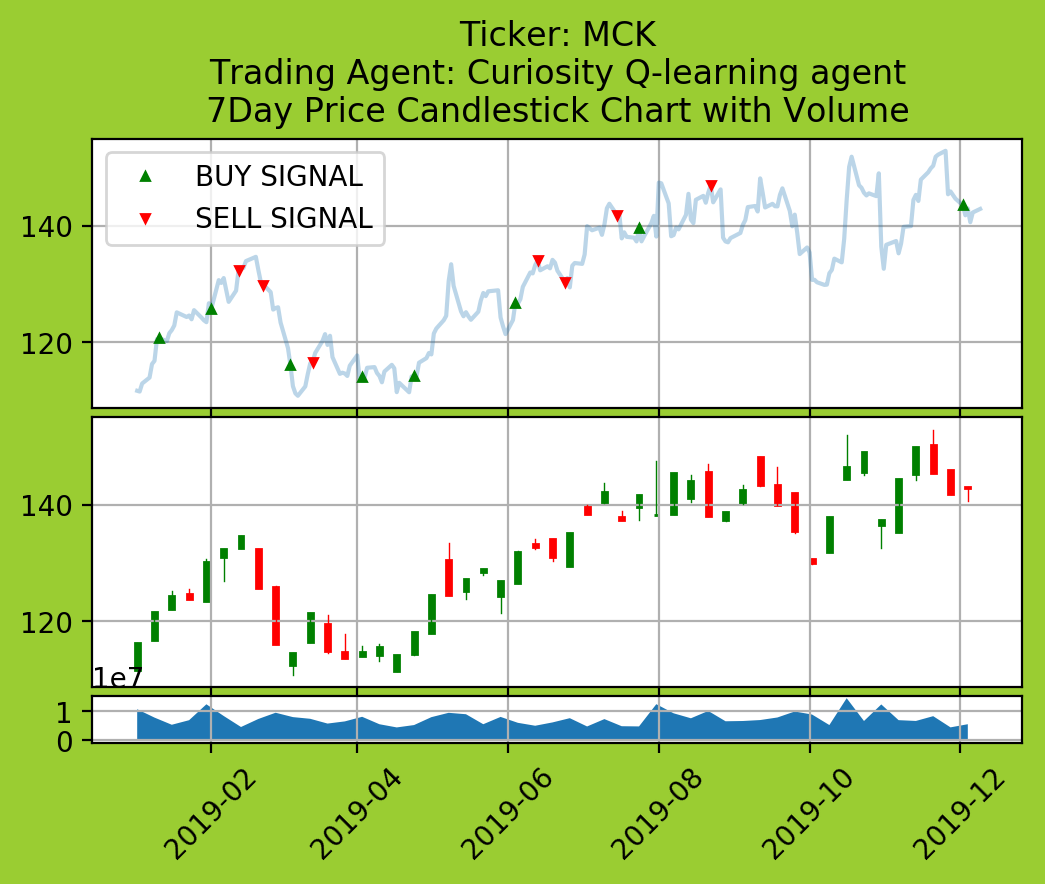 Ticker: MCK
Trading Agent: Curiosity Q-learning agent
7Day Price Candlestick Chart with Volume
BUY SIGNAL
SELL SIGNAL
140
120
140
120
1e7
1
0
2019-02
2019-04
2019-06
2019-08
2019-10
2019-12